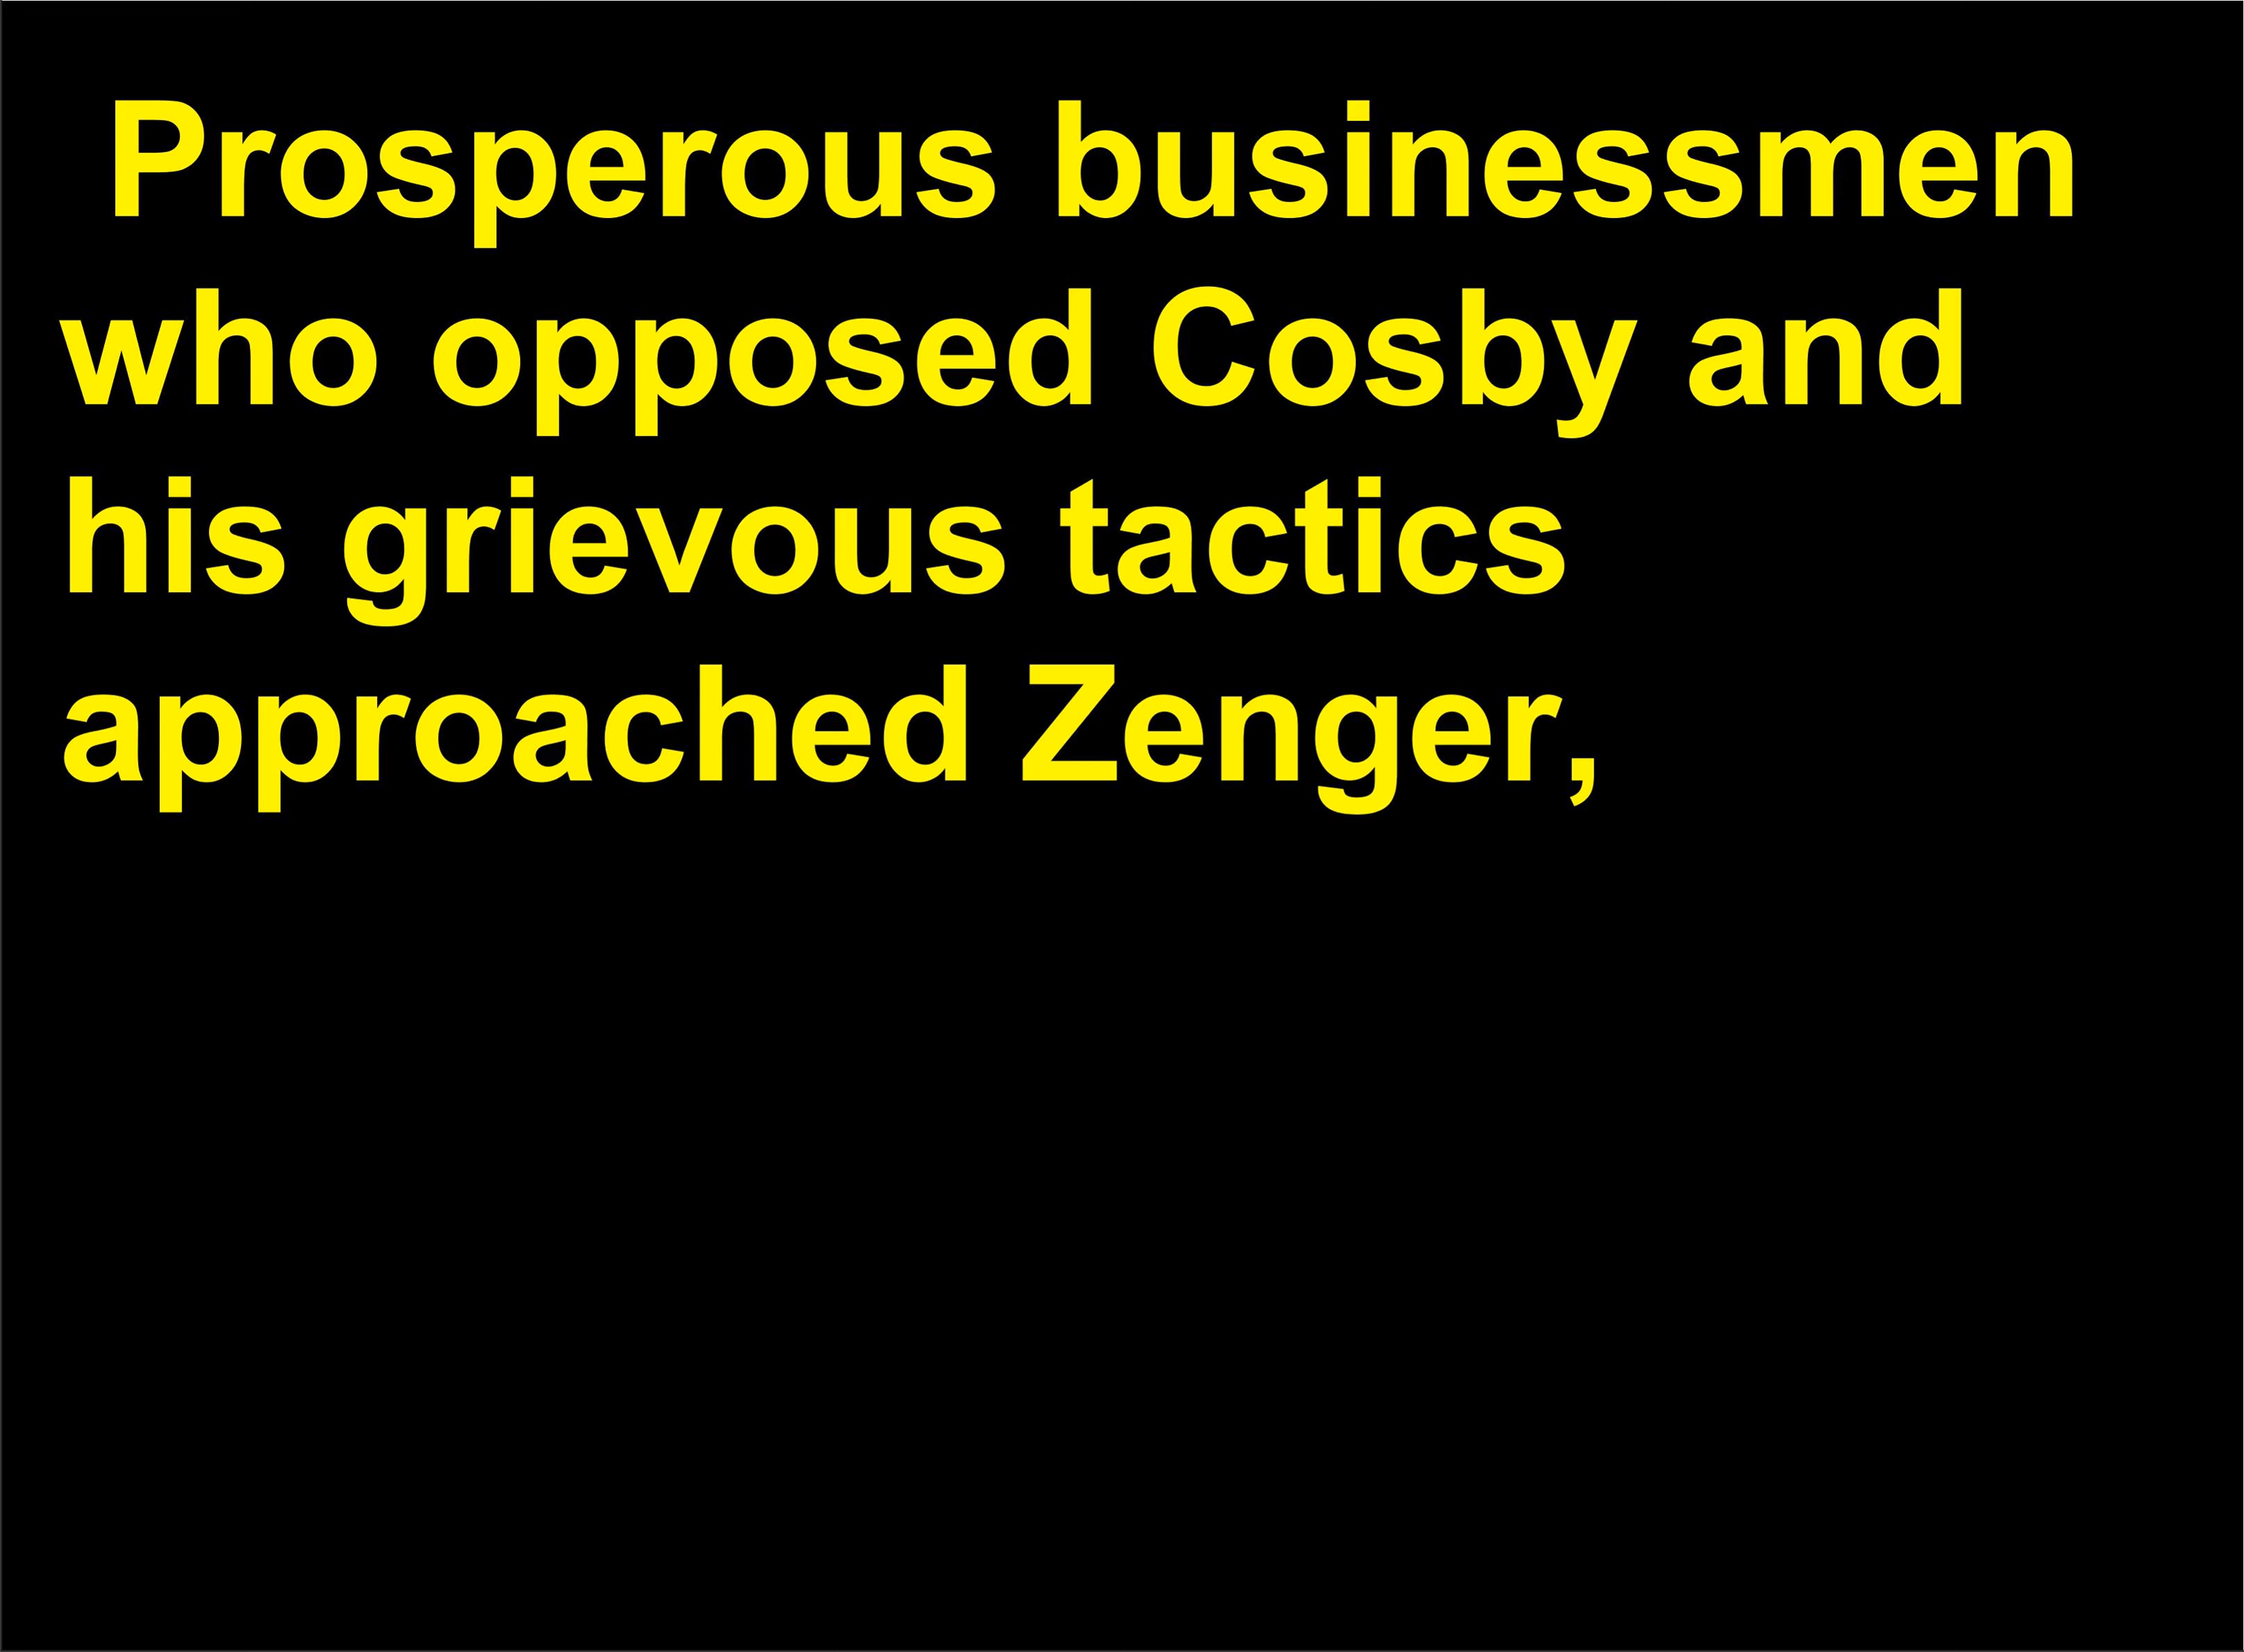 Prosperous businessmen
who opposed Cosby and
his grievous tactics
approached Zenger,